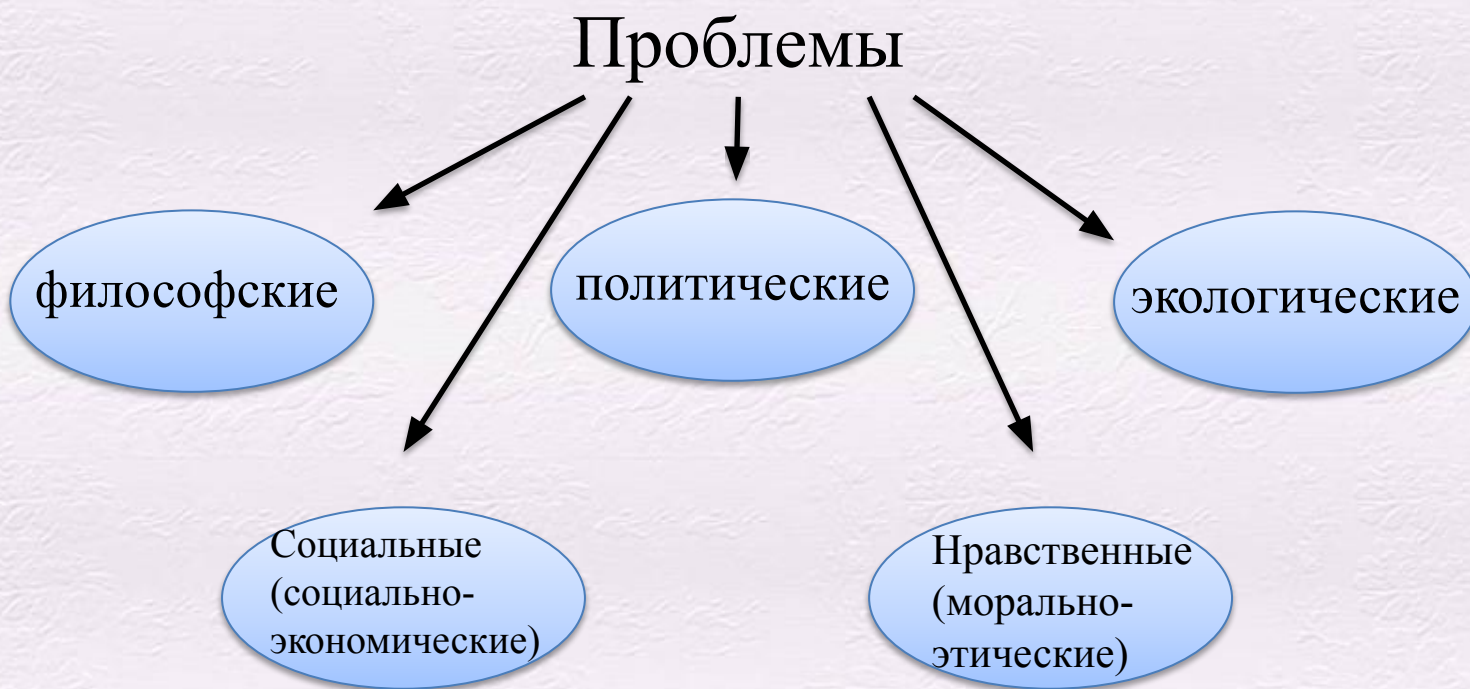 Проблемы
философские
политические
экологические
Социальные
(социально-
экономические)
Нравственные
(морально-
этические)